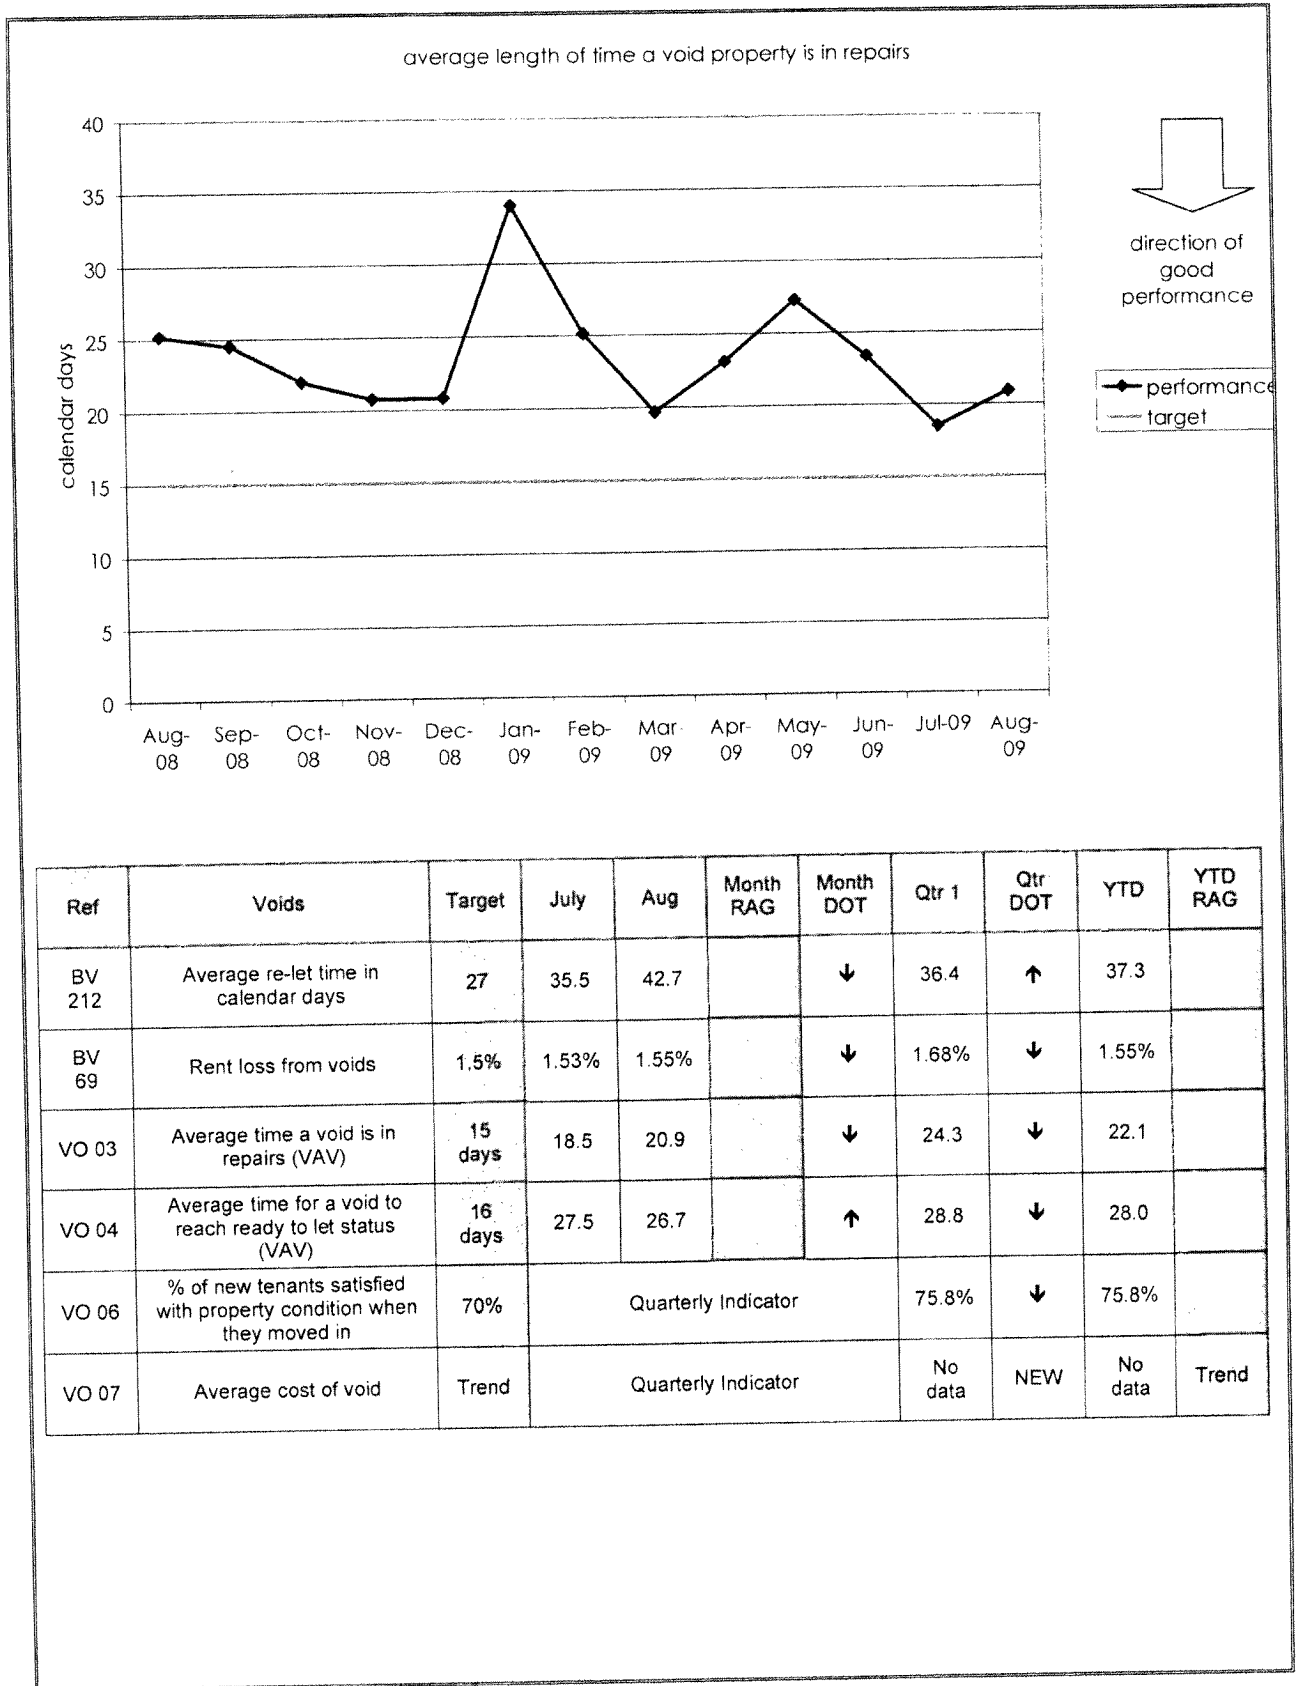 average length of time a void property is in repairs
40
35
30
25
20
15
10
5
0
calendar days
Aug-08 Sep-08 Oct-08 Nov-08 Dec-08 Jan-09 Feb-09 Mar-09 Apr-09 May-09 Jun-09 Jul-09 Aug-09
direction of
good
performance
performance
target
Ref Voids Target July Aug Month RAG Month DOT Qtr 1 Qtr DOT YTD YTD RAG
BV 212 Average re-let time in calendar days 27 35.5 42.7 ↓ 36.4 ↑ 37.3
BV 69 Rent loss from voids 1.5% 1.53% 1.55% ↓ 1.68% ↓ 1.55%
VO 03 Average time a void is in repairs (VAV) 15 days 18.5 20.9 ↓ 24.3 ↓ 22.1
VO 04 Average time for a void to reach ready to let status (VAV) 16 days 27.5 26.7 ↑ 28.8 ↓ 28.0
VO 06 % of new tenants satisfied with property condition when they moved in 70% Quarterly Indicator 75.8% ↓ 75.8%
VO 07 Average cost of void Trend Quarterly Indicator No data NEW No data Trend